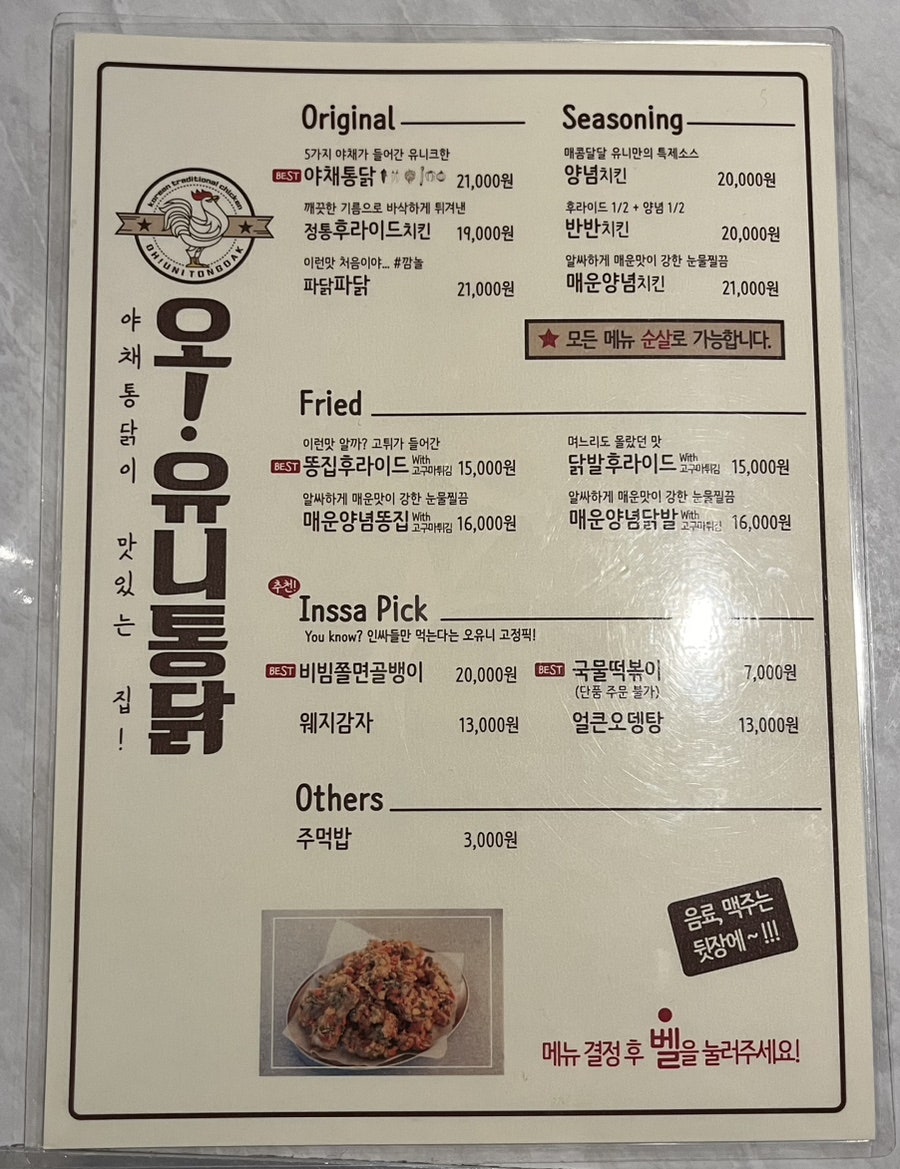 korean traditional chicken
OH! UNI TONGDAK
오! 유니통닭
야채통닭이 맛있는 집!
Original
5가지 야채가 들어간 유니크한
BEST 야채통닭 21,000원
깨끗한 기름으로 바삭하게 튀겨낸
정통후라이드치킨 19,000원
이런맛 처음이야... #깜놀
파닭파닭 21,000원
Seasoning
매콤달달 유니만의 특제소스
양념치킨 20,000원
후라이드 1/2 + 양념 1/2
반반치킨 20,000원
알싸하게 매운맛이 강한 눈물찔끔
매운양념치킨 21,000원
★ 모든 메뉴 순살로 가능합니다.
Fried
이런맛 알까? 고튀가 들어간
BEST 똥집후라이드 With 고구마튀김 15,000원
알싸하게 매운맛이 강한 눈물찔끔
매운양념똥집 With 고구마튀김 16,000원
며느리도 몰랐던 맛
닭발후라이드 With 고구마튀김 15,000원
알싸하게 매운맛이 강한 눈물찔끔
매운양념닭발 With 고구마튀김 16,000원
추천!
Inssa Pick
You know? 인싸들만 먹는다는 오유니 고정픽!
BEST 비빔쫄면골뱅이 20,000원
웨지감자 13,000원
BEST 국물떡볶이 7,000원
(단품 주문 불가)
얼큰오뎅탕 13,000원
Others
주먹밥 3,000원
음료, 맥주는
뒷장에~!!!
메뉴 결정 후 벨을 눌러주세요!